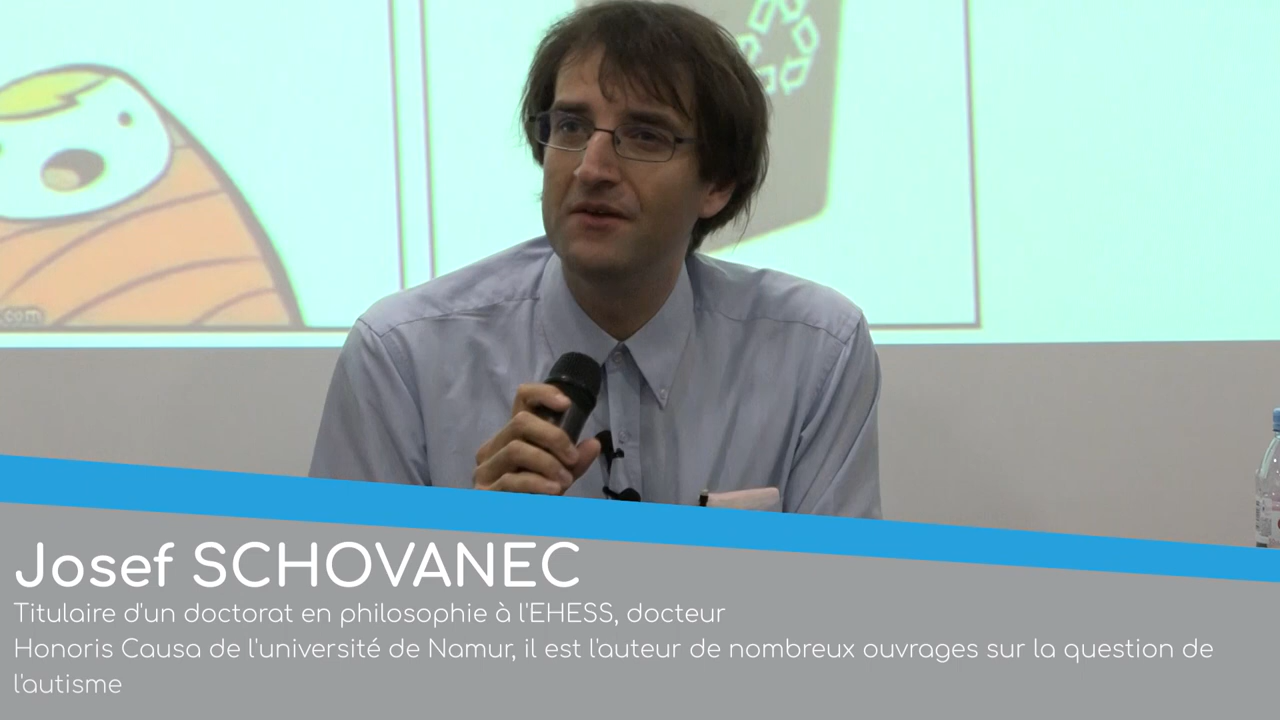 .com
Josef SCHOVANEC
Titulaire d'un doctorat en philosophie à l'EHESS, docteur
Honoris Causa de l'université de Namur, il est l'auteur de nombreux ouvrages sur la question de
l'autisme